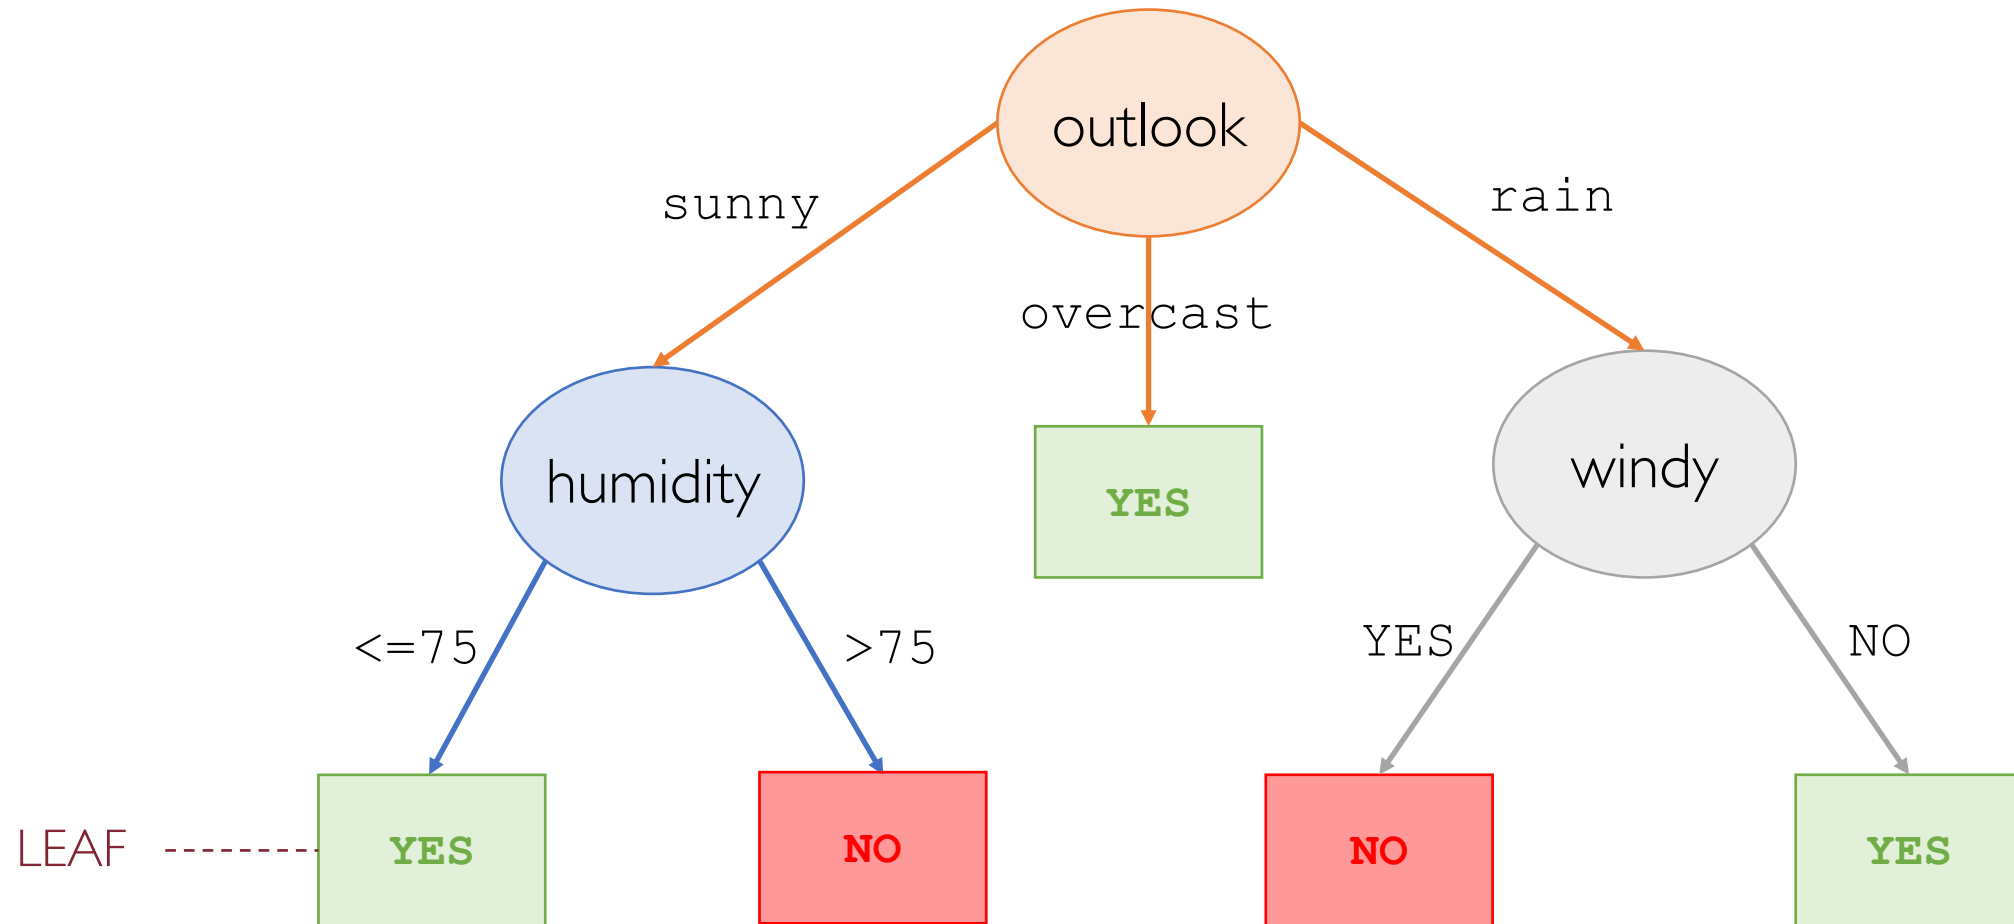 outlook
sunny
rain
overcast
humidity
YES
windy
<=75
>75
YES
NO
LEAF
YES
NO
NO
YES